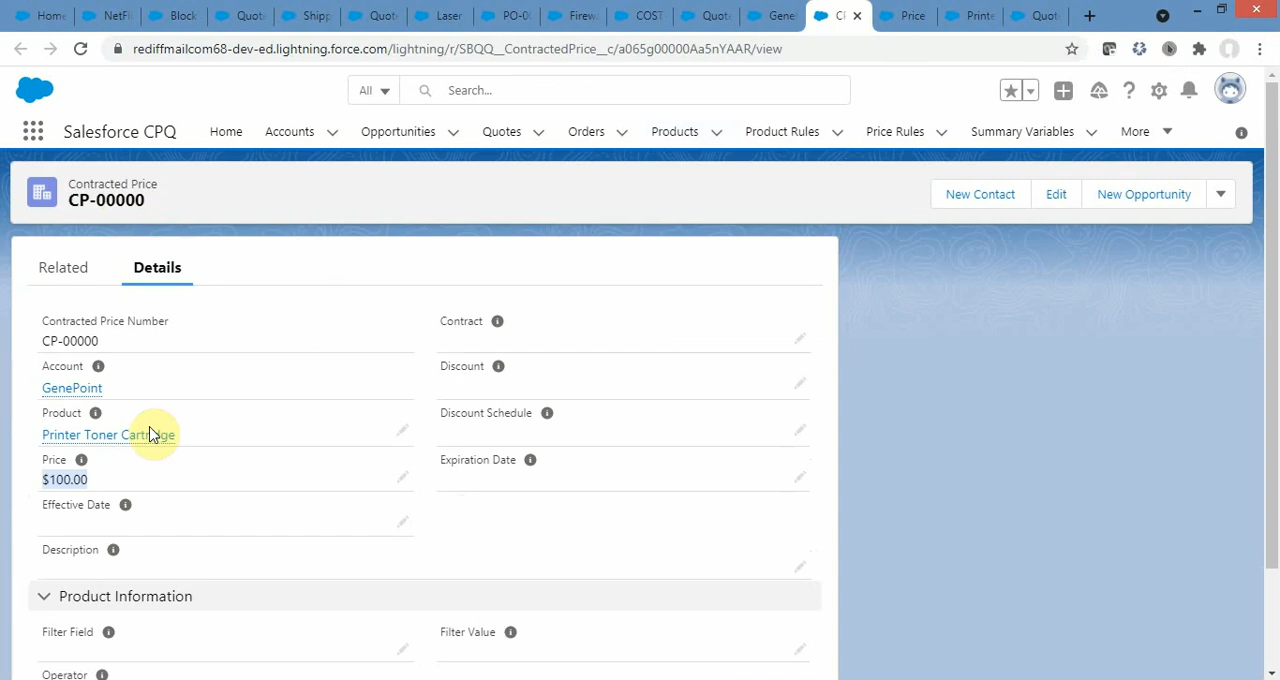 Home NetFl Block Quot Shipp Quot Laser PO-0 Firew COST Quot Gene C Price Printe Quot
rediffmailcom68-dev-ed.lightning.force.com/lightning/r/SBQQ__ContractedPrice__c/a065g00000Aa5nYAAR/view
All Search...
Salesforce CPQ Home Accounts Opportunities Quotes Orders Products Product Rules Price Rules Summary Variables More
Contracted Price
CP-00000
New Contact Edit New Opportunity
Related Details
Contracted Price Number Contract
CP-00000
Account Discount
GenePoint
Product Discount Schedule
Printer Toner Cartridge
Price Expiration Date
$100.00
Effective Date
Description
Product Information
Filter Field Filter Value
Operator